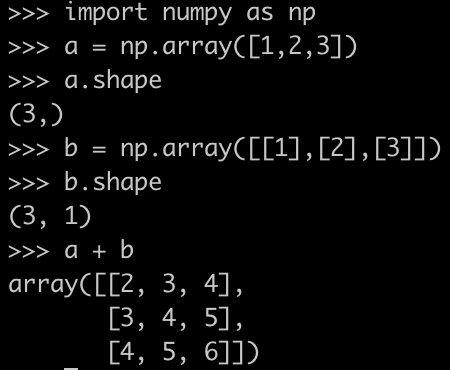 >>> import numpy as np
>>> a = np.array([1,2,3])
>>> a.shape
(3,)
>>> b = np.array([[1],[2],[3]])
>>> b.shape
(3, 1)
>>> a + b
array([[2, 3, 4],
       [3, 4, 5],
       [4, 5, 6]])